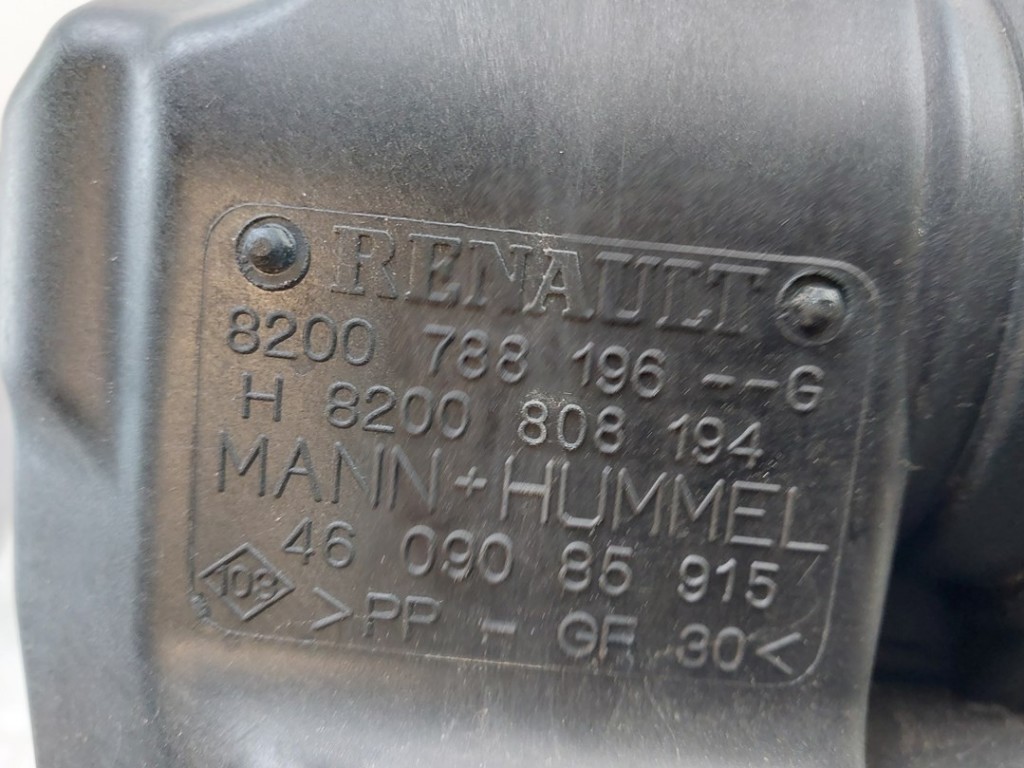 RENAULT
8200 788 196 --G
H 8200 808 194
MANN+HUMMEL
46 090 85 915
108 >PP - GF 30<